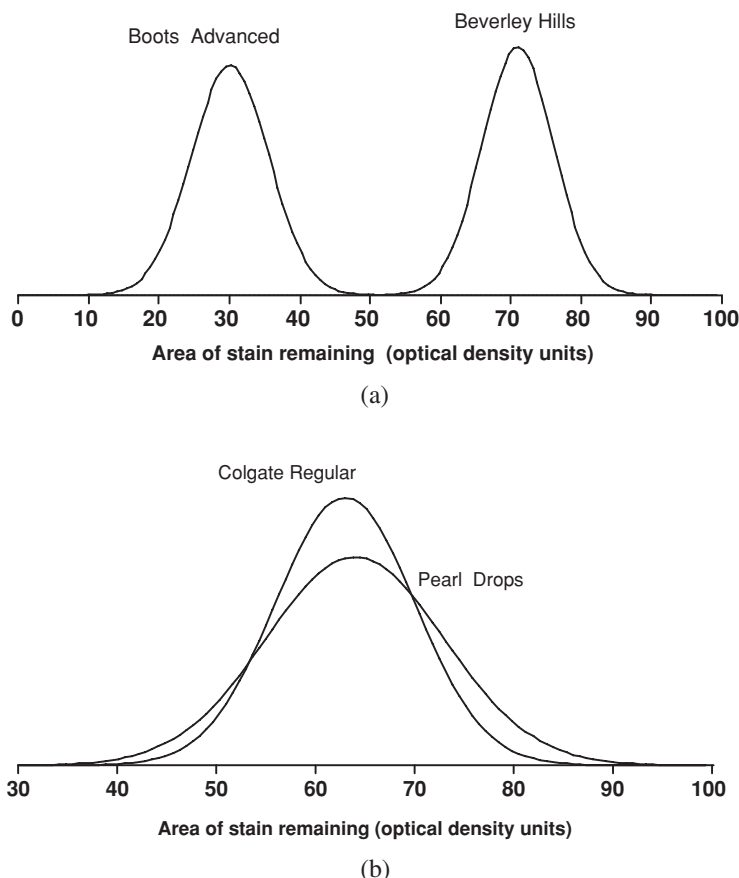 Beverley Hills
Boots Advanced
0 10 20 30 40 50 60 70 80 90 100
Area of stain remaining (optical density units)
(a)
Colgate Regular
Pearl Drops
30 40 50 60 70 80 90 100
Area of stain remaining (optical density units)
(b)